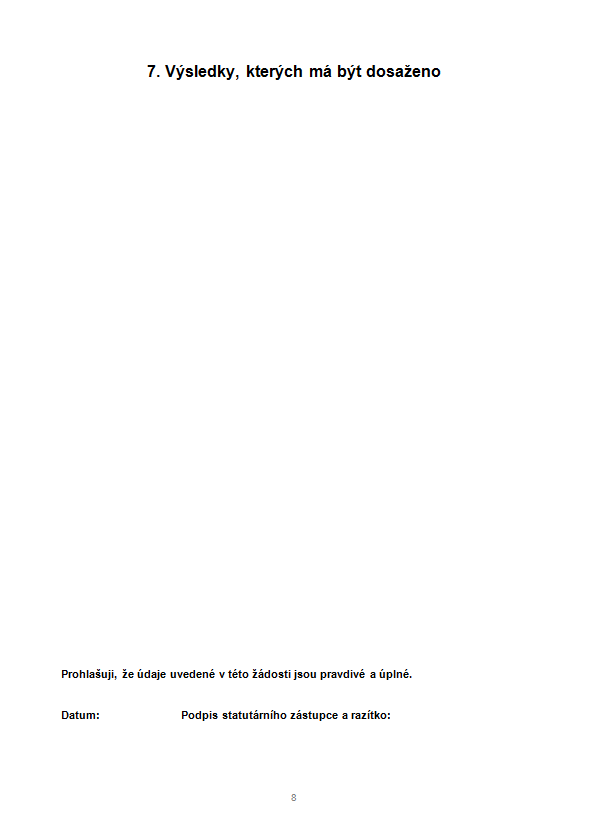 7. Výsledky, kterých má být dosaženo
Prohlašuji, že údaje uvedené v této žádosti jsou pravdivé a úplné.
Datum: Podpis statutárního zástupce a razítko:
8